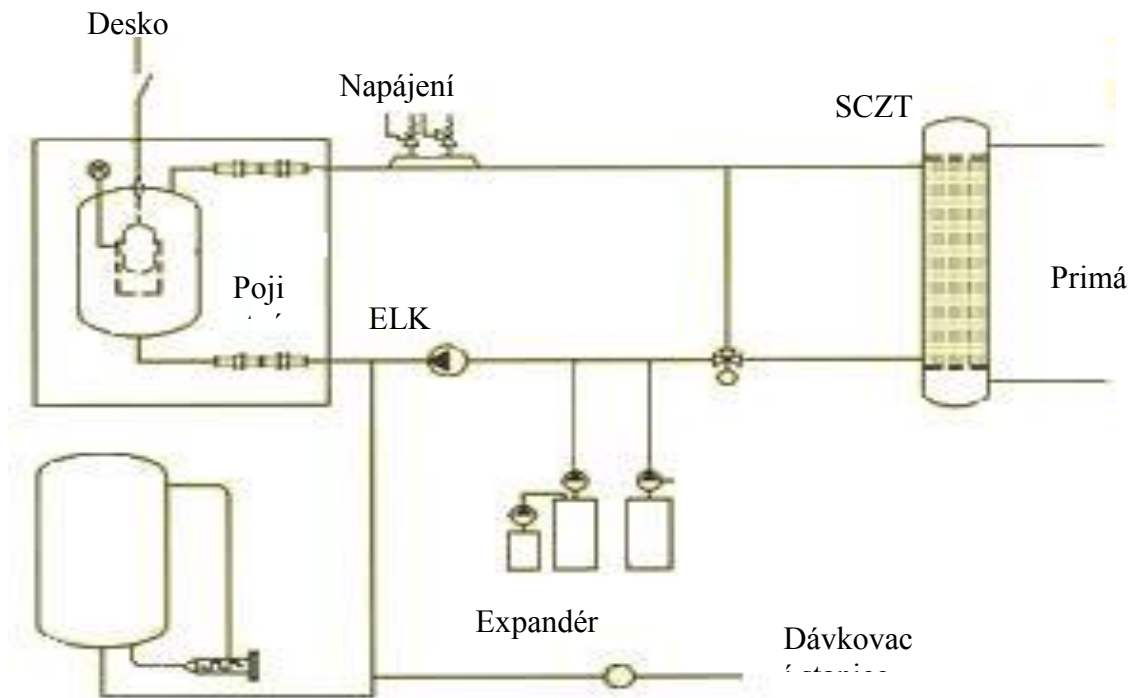 Desko
Napájení
SCZT
Poji
Primá
ELK
Expandér
Dávkovac